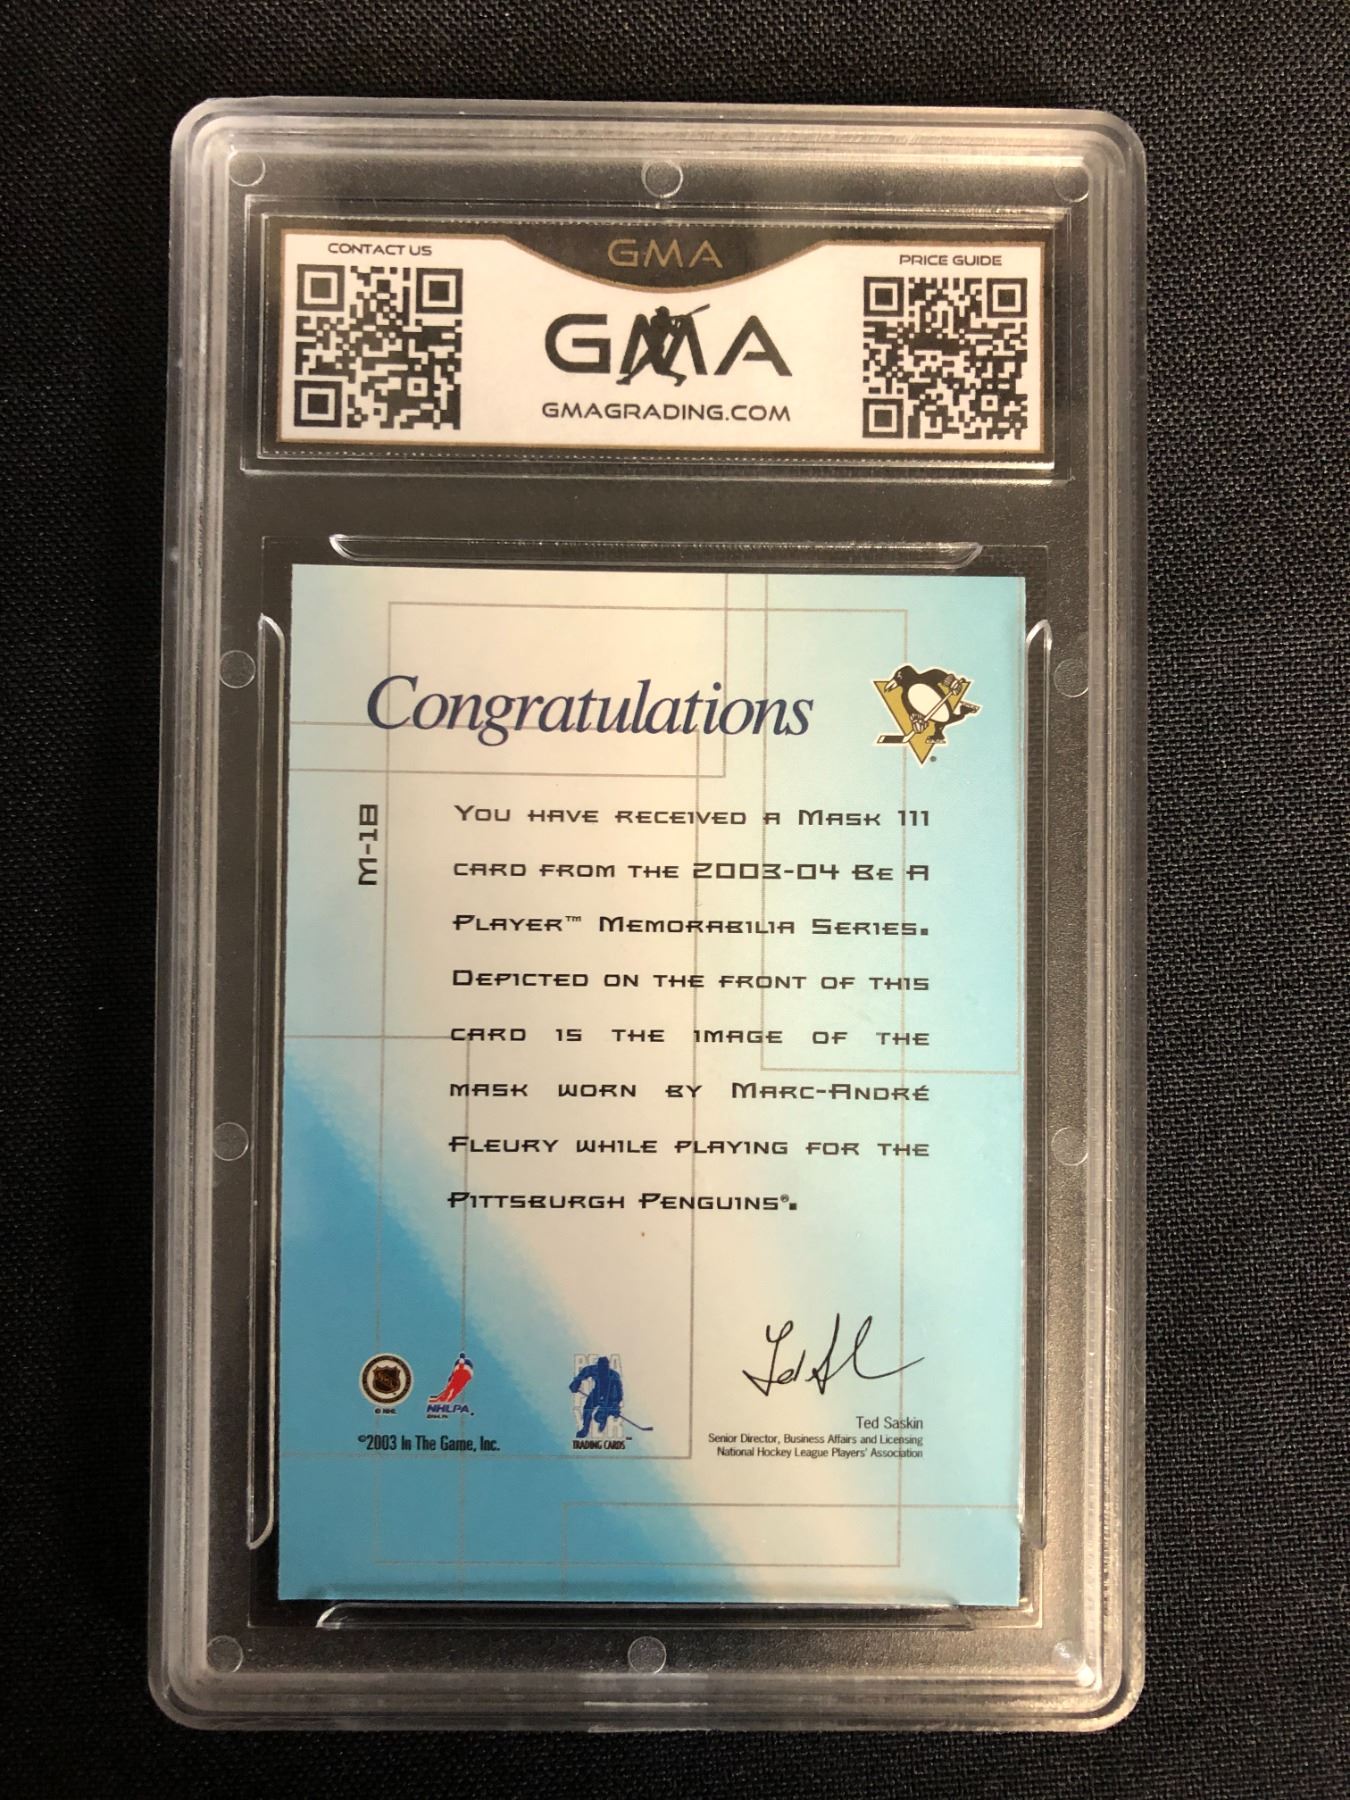 CONTACT US
GMA
PRICE GUIDE
GMA
GMAGRADING.COM
Congratulations
M-18
You have received a Mask 111
card from the 2003-04 Be A
Player™ Memorabilia Series.
Depicted on the front of this
card is the image of the
mask worn by Marc-André
Fleury while playing for the
Pittsburgh Penguins®.
© NHL
NHLPA
TRADING CARDS™
©2003 In The Game, Inc.
Ted Saskin
Senior Director, Business Affairs and Licensing
National Hockey League Players' Association